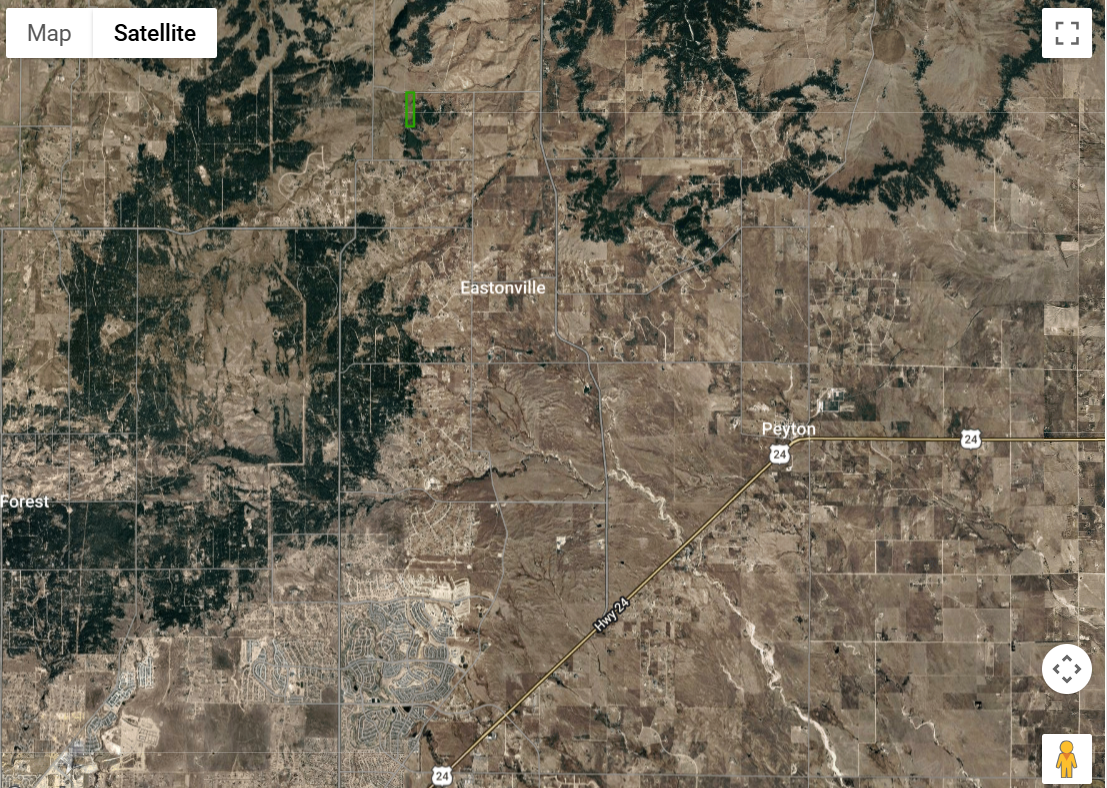 Map
Satellite
Eastonville
Peyton
24
24
Forest
Hwy 24
24